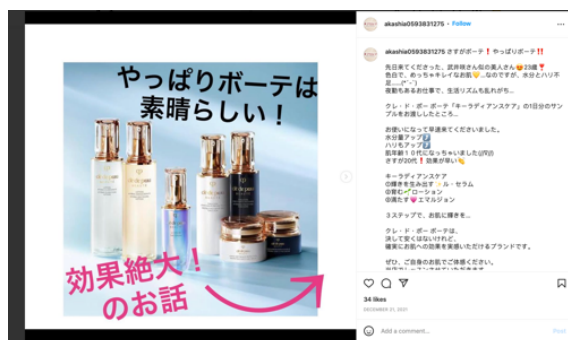 やっぱりボーテは
素晴らしい！
clé de peau
効果絶大！
のお話
akashia0593831275 • Follow
akashia0593831275 さすがボーテ❗やっぱりボーテ‼️
先日来てくださった、武井咲さん似の美人さん😍23歳❣️
色白で、めっちゃキレイなお肌💛...なのですが、水分とハリ不
足.....(*´-`)
夜勤もあるお仕事で、生活リズムも乱れがち...
クレ・ド・ポー ボーテ「キーラディアンスケア」の1日分のサン
プルをお渡ししたところ...
お使いになって早速来てくださいました。
水分量アップ⤴️
ハリもアップ⤴️
肌年齢１０代になっちゃいました
さすが20代❗効果が早い👏
キーラディアンスケア
①輝きを生み出す✨ル・セラム
②育む🌱ローション
③満たす💗エマルジョン
３ステップで、お肌に輝きを...
クレ・ド・ポー ボーテは、
決して安くはないけれど、
確実にお肌への効果を実感いただけるブランドです。
ぜひ、ご自身のお肌でご体感ください。
34 likes
DECEMBER 21, 2021
Add a comment...
Post